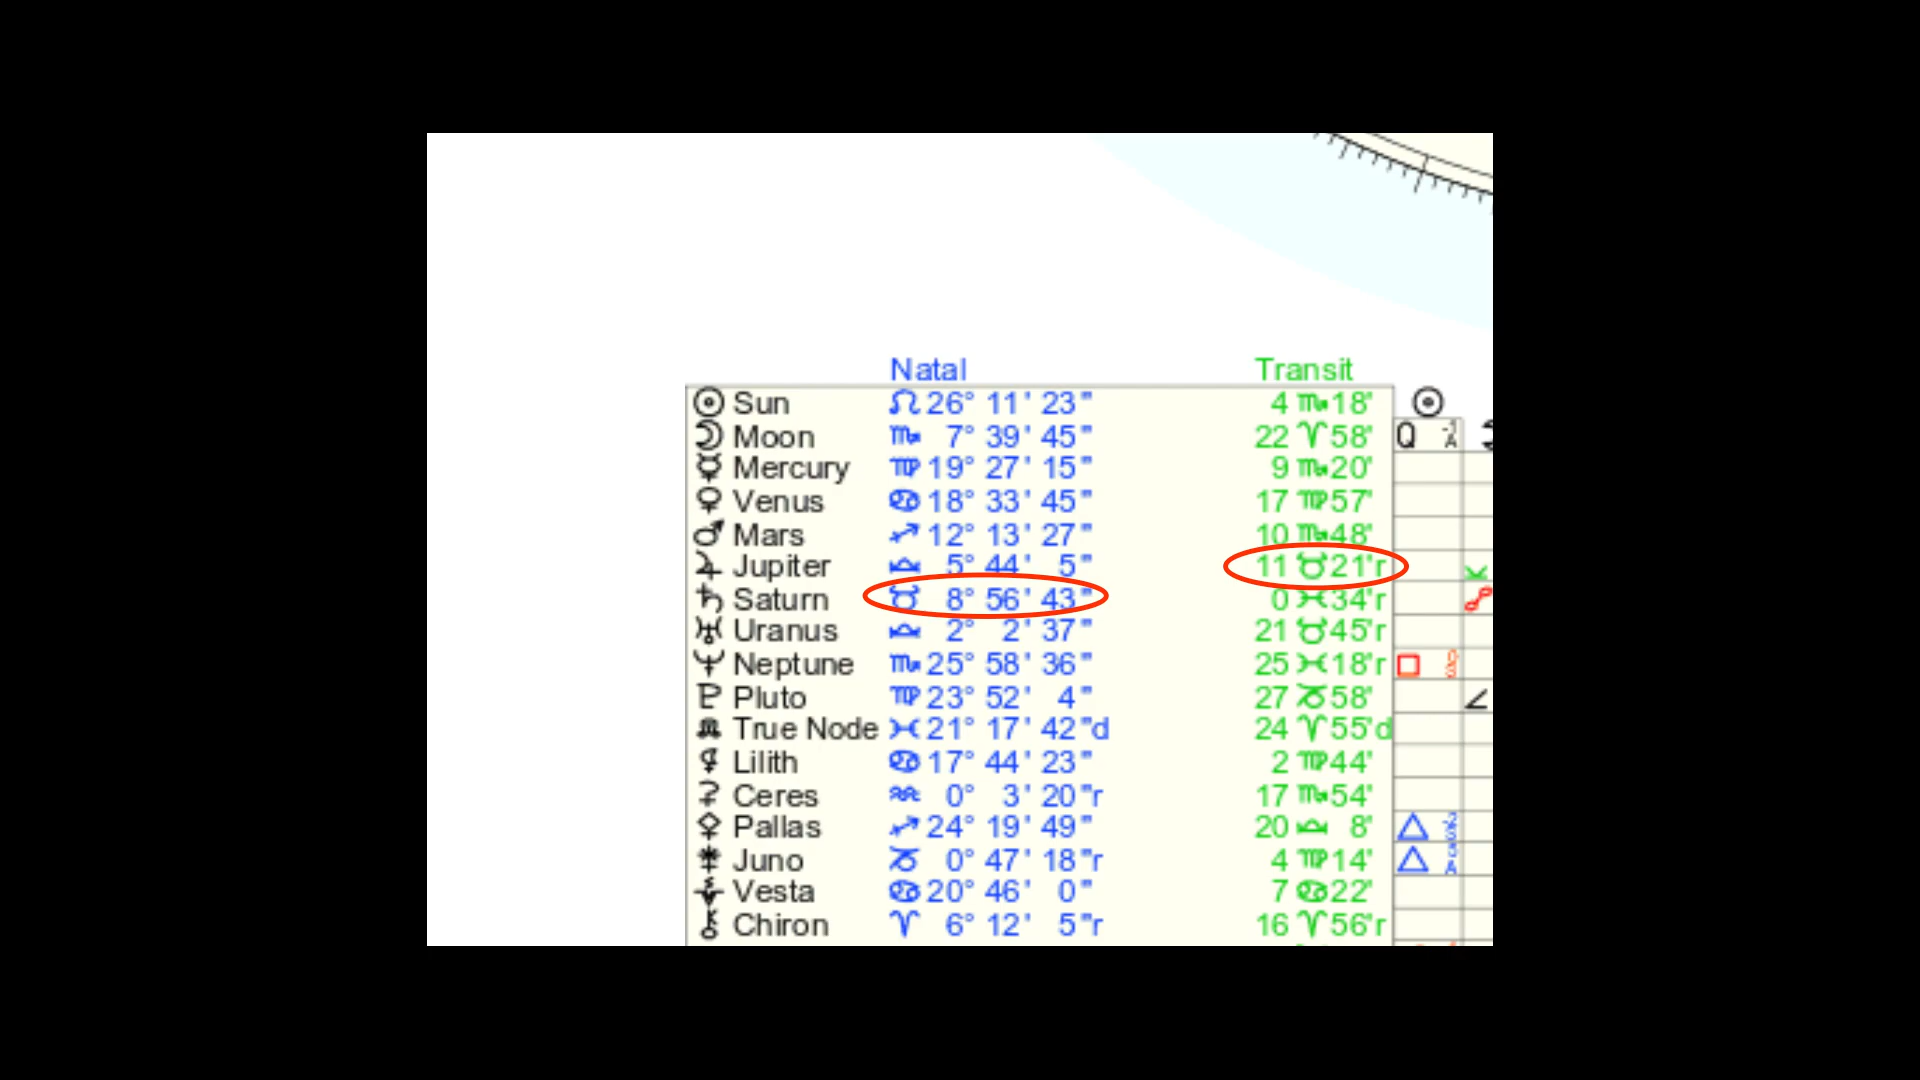 Natal Transit
☉ Sun ♌ 26° 11' 23" 4 ♏ 18'
☽ Moon ♏ 7° 39' 45" 22 ♈ 58'
☿ Mercury ♍ 19° 27' 15" 9 ♏ 20'
♀ Venus ♋ 18° 33' 45" 17 ♍ 57'
♂ Mars ♐ 12° 13' 27" 10 ♏ 48'
♃ Jupiter ♎ 5° 44' 5" 11 ♉ 21' r
♄ Saturn ♉ 8° 56' 43" 0 ♓ 34' r
♅ Uranus ♎ 2° 2' 37" 21 ♉ 45' r
♆ Neptune ♏ 25° 58' 36" 25 ♓ 18' r
♇ Pluto ♍ 23° 52' 4" 27 ♑ 58'
☊ True Node ♓ 21° 17' 42" d 24 ♈ 55' d
⚸ Lilith ♋ 17° 44' 23" 2 ♍ 44'
⚳ Ceres ♒ 0° 3' 20" r 17 ♏ 54'
⚴ Pallas ♐ 24° 19' 49" 20 ♎ 8'
⚵ Juno ♑ 0° 47' 18" r 4 ♍ 14'
⚶ Vesta ♋ 20° 46' 0" 7 ♋ 22'
⚷ Chiron ♈ 6° 12' 5" r 16 ♈ 56' r
Q